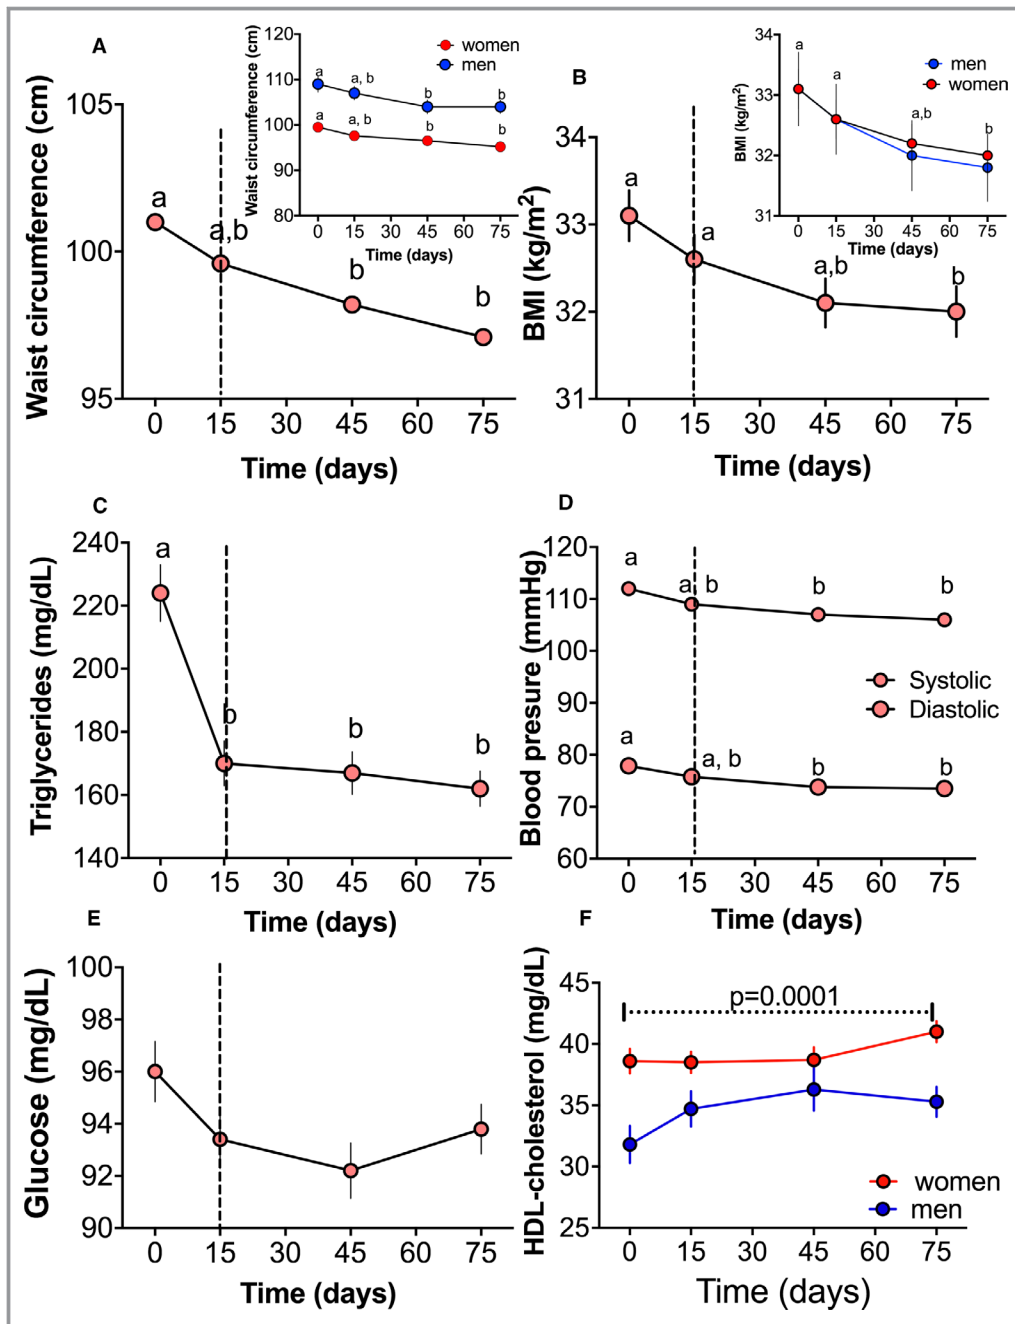 A
Waist circumference (cm)
105
100
95
a
a,b
b
b
0 15 30 45 60 75
Time (days)
Waist circumference (cm)
120
110
100
90
80
women
men
a
a, b
b
b
a
a, b
b
b
0 15 30 45 60 75
Time (days)
B
BMI (kg/m2)
34
33
32
31
a
a
a,b
b
0 15 30 45 60 75
Time (days)
BMI (kg/m2)
34
33
32
31
men
women
a
a
a,b
b
0 15 30 45 60 75
Time (days)
C
Triglycerides (mg/dL)
240
220
200
180
160
140
a
b
b
b
0 15 30 45 60 75
Time (days)
D
Blood presure (mmHg)
120
110
100
90
80
70
60
a
a, b
b
b
Systolic
Diastolic
a
a, b
b
b
0 15 30 45 60 75
Time (days)
E
Glucose (mg/dL)
100
98
96
94
92
90
0 15 30 45 60 75
Time (days)
F
HDL-cholesterol (mg/dL)
45
40
35
30
25
p=0.0001
women
men
0 15 30 45 60 75
Time (days)